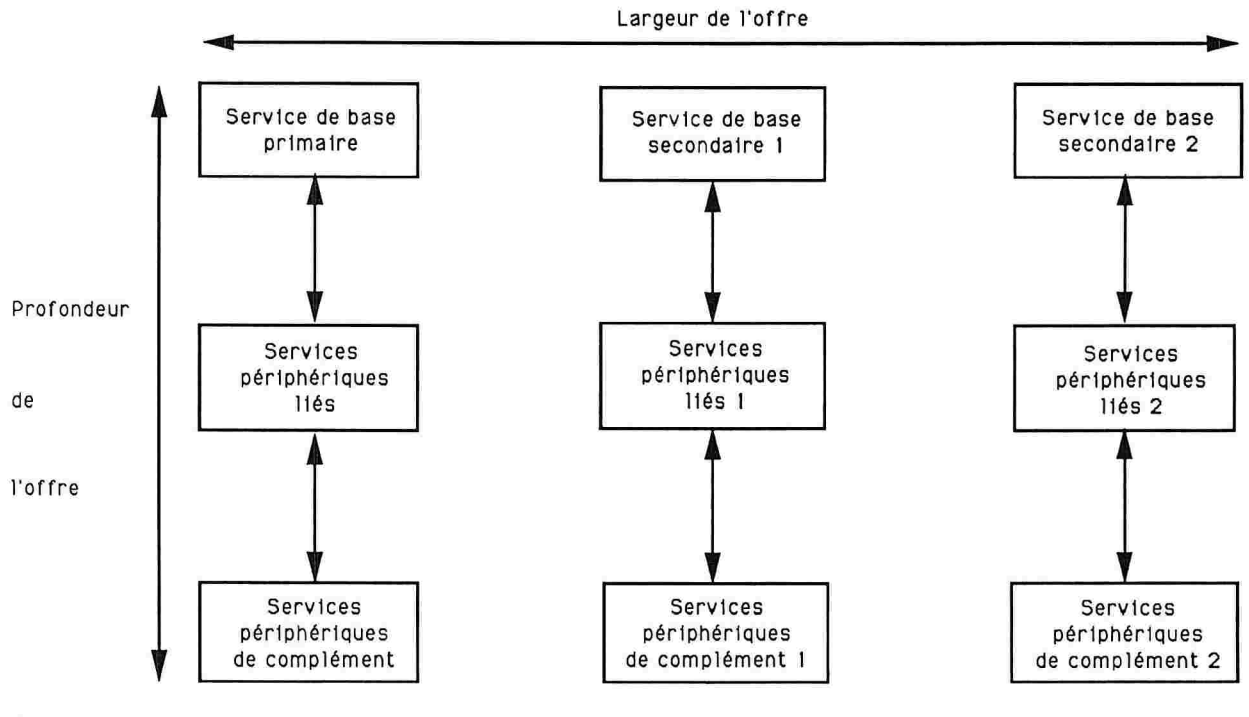 Largeur de l'offre
Service de base
primaire
Service de base
secondaire 1
Service de base
secondaire 2
Profondeur
de
l'offre
Services
périphériques
liés
Services
périphériques
liés 1
Services
périphériques
liés 2
Services
périphériques
de complément
Services
périphériques
de complément 1
Services
périphériques
de complément 2